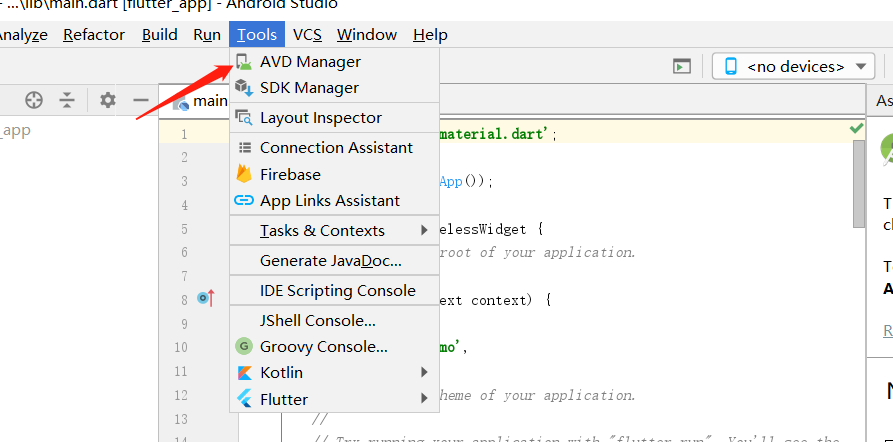 - ...\lib\main.dart [flutter_app] - Android Studio
Analyze Refactor Build Run Tools VCS Window Help
AVD Manager
<no devices>
SDK Manager
main
As
_app
Layout Inspector
1 material.dart';
2
Connection Assistant
3 App());
Firebase
4
App Links Assistant
5 elessWidget {
Tasks & Contexts
6 root of your application.
7
Generate JavaDoc...
8 ext context) {
IDE Scripting Console
9
JShell Console...
10 mo',
Groovy Console...
11
Kotlin
12 heme of your application.
Flutter
13 //
14 // Try running your application with "flutter run". You'll see the
T
cl
T
A
R
N